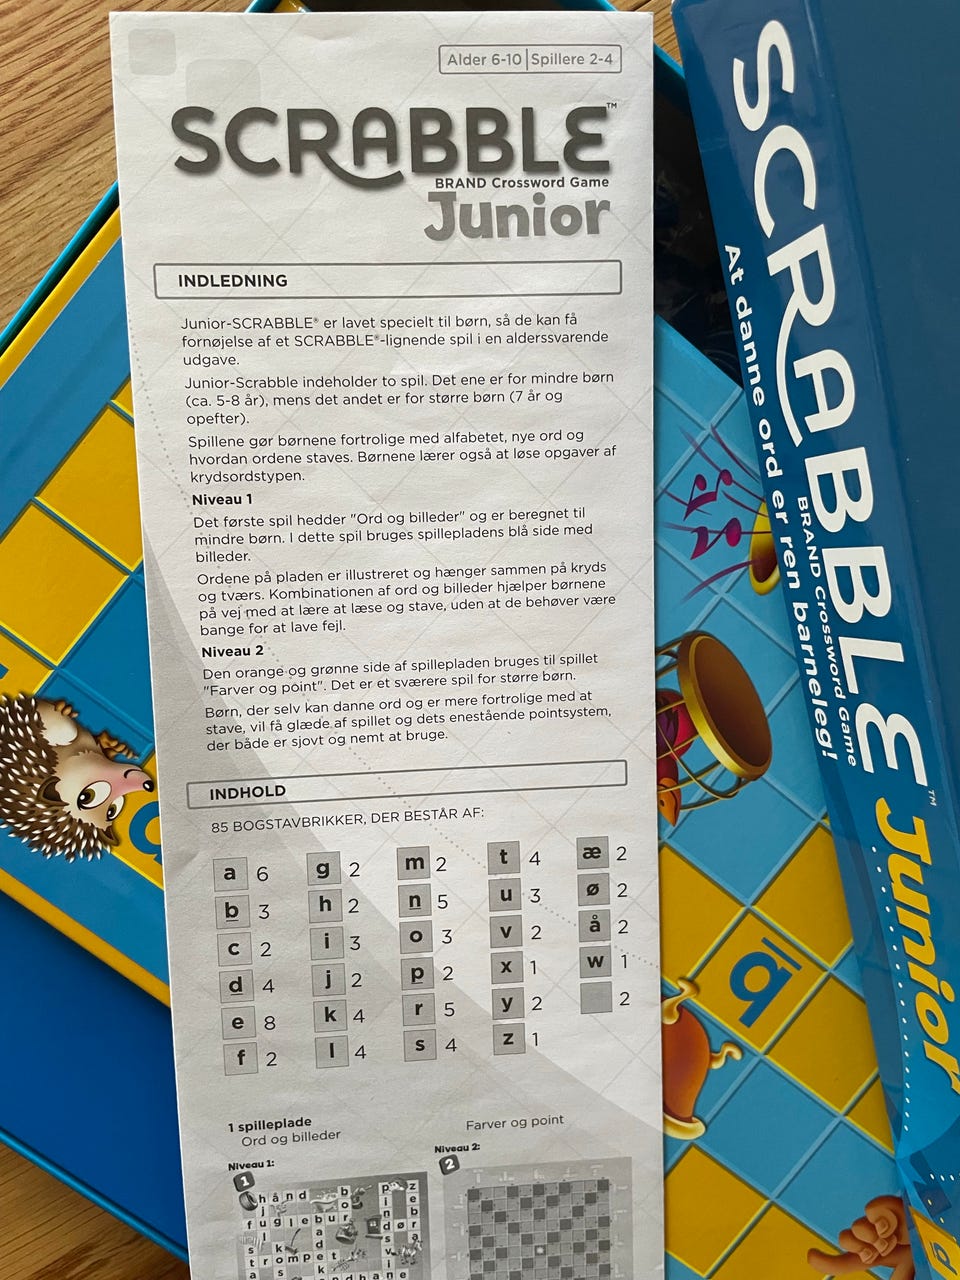 Alder 6-10 | Spillere 2-4
SCRABBLE™
BRAND Crossword Game
Junior
INDLEDNING
Junior-SCRABBLE® er lavet specielt til børn, så de kan få
fornøjelse af et SCRABBLE®-lignende spil i en alderssvarende
udgave.
Junior-Scrabble indeholder to spil. Det ene er for mindre børn
(ca. 5-8 år), mens det andet er for større børn (7 år og
opefter).
Spillene gør børnene fortrolige med alfabetet, nye ord og
hvordan ordene staves. Børnene lærer også at løse opgaver af
krydsordstypen.
Niveau 1
Det første spil hedder "Ord og billeder" og er beregnet til
mindre børn. I dette spil bruges spillepladens blå side med
billeder.
Ordene på pladen er illustreret og hænger sammen på kryds
og tværs. Kombinationen af ord og billeder hjælper børnene
på vej med at lære at læse og stave, uden at de behøver være
bange for at lave fejl.
Niveau 2
Den orange og grønne side af spillepladen bruges til spillet
"Farver og point". Det er et sværere spil for større børn.
Børn, der selv kan danne ord og er mere fortrolige med at
stave, vil få glæde af spillet og dets enestående pointsystem,
der både er sjovt og nemt at bruge.
INDHOLD
85 BOGSTAVBRIKKER, DER BESTÅR AF:
a 6 g 2 m 2 t 4 æ 2
b 3 h 2 n 5 u 3 ø 2
c 2 i 3 o 3 v 2 å 2
d 4 j 2 p 2 x 1 w 1
e 8 k 4 r 5 y 2 2
f 2 l 4 s 4 z 1
1 spilleplade
Ord og billeder
Farver og point
Niveau 1:
1
Niveau 2:
2
hånd
fuglebur
trompet
SCRABBLE™
BRAND Crossword Game
Junior
At danne ord er ren barneleg!